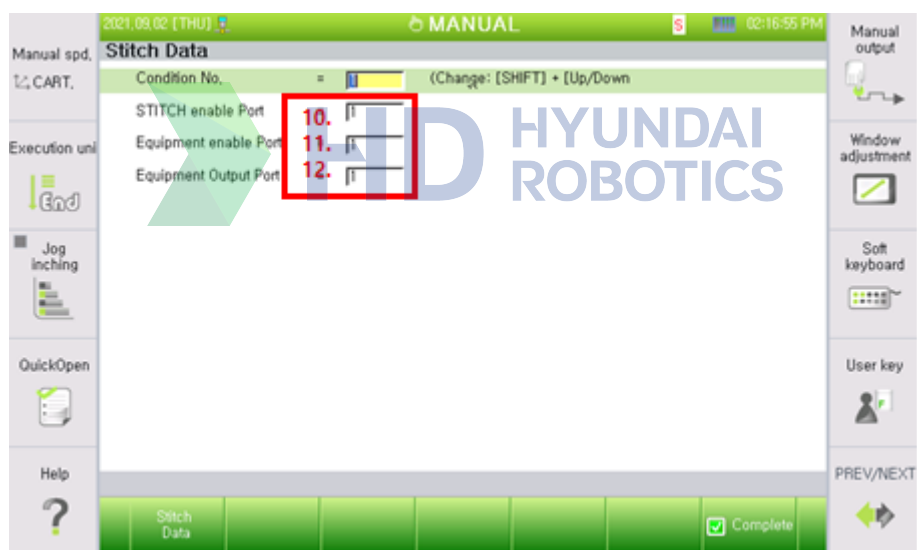 2021.09.02 [THU]
MANUAL
S
02:16:55 PM
Manual spd.
CART.
Execution uni
End
Jog
inching
QuickOpen
Help
?
Stitch Data
Condition No. = 1 (Change: [SHIFT] + [Up/Down
STITCH enable Port 10. 1
Equipment enable Port 11. 1
Equipment Output Port 12. 1
HD HYUNDAI
ROBOTICS
Stitch
Data
Complete
Manual
output
Window
adjustment
Soft
keyboard
User key
PREV/NEXT